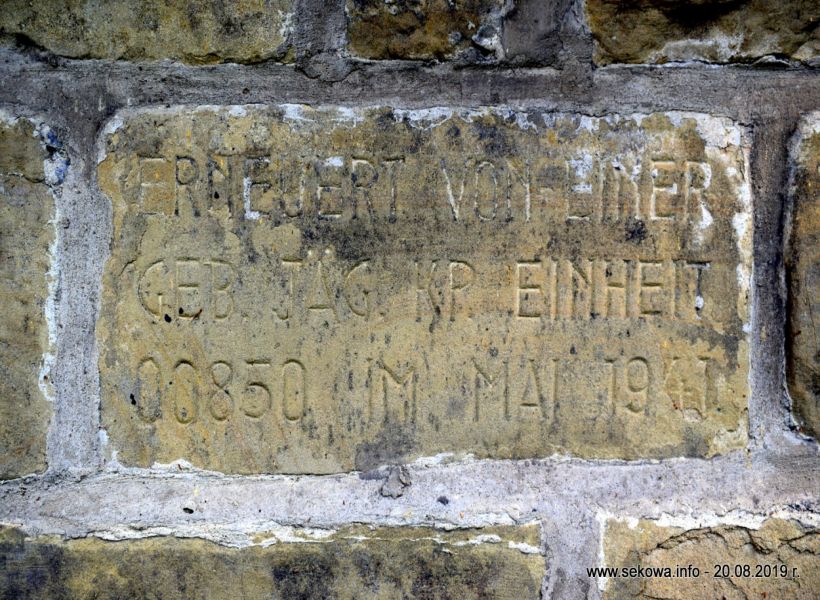 ERNEUERT VON EINER
GEB. JÄG. KP. EINHEIT
00850 IM MAI 1941
www.sekowa.info - 20.08.2019 r.